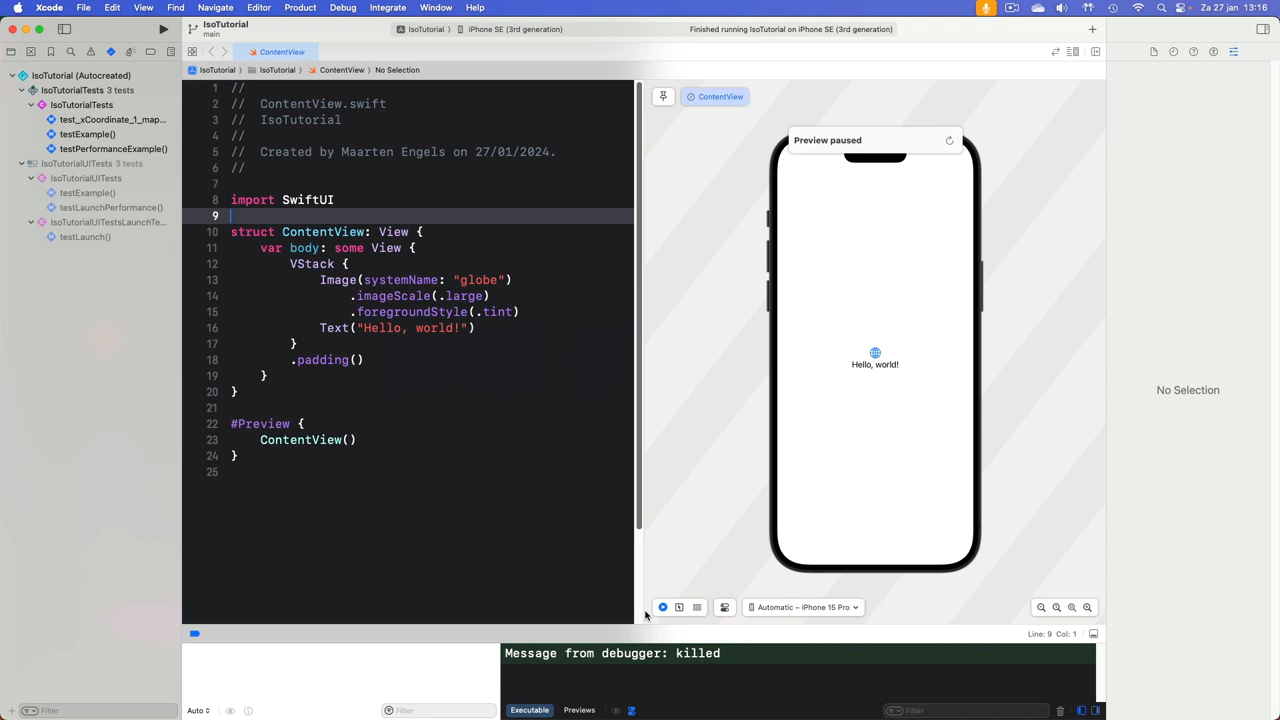 Xcode File Edit View Find Navigate Editor Product Debug Integrate Window Help Za 27 jan 13:16
IsoTutorial
main
IsoTutorial iPhone SE (3rd generation)
Finished running IsoTutorial on iPhone SE (3rd generation)
ContentView
IsoTutorial IsoTutorial ContentView No Selection
IsoTutorial (Autocreated)
IsoTutorialTests 3 tests
IsoTutorialTests
test_xCoordinate_1_map...
testExample()
testPerformanceExample()
IsoTutorialUITests 3 tests
IsoTutorialUITests
testExample()
testLaunchPerformance()
IsoTutorialUITestsLaunchTe...
testLaunch()
1 //
2 // ContentView.swift
3 // IsoTutorial
4 //
5 // Created by Maarten Engels on 27/01/2024.
6 //
7
8 import SwiftUI
9
10 struct ContentView: View {
11 var body: some View {
12 VStack {
13 Image(systemName: "globe")
14 .imageScale(.large)
15 .foregroundStyle(.tint)
16 Text("Hello, world!")
17 }
18 .padding()
19 }
20 }
21
22 #Preview {
23 ContentView()
24 }
25
ContentView
Preview paused
Hello, world!
Automatic – iPhone 15 Pro
No Selection
Line: 9 Col: 1
Message from debugger: killed
Filter
Auto
Filter
Executable Previews
Filter